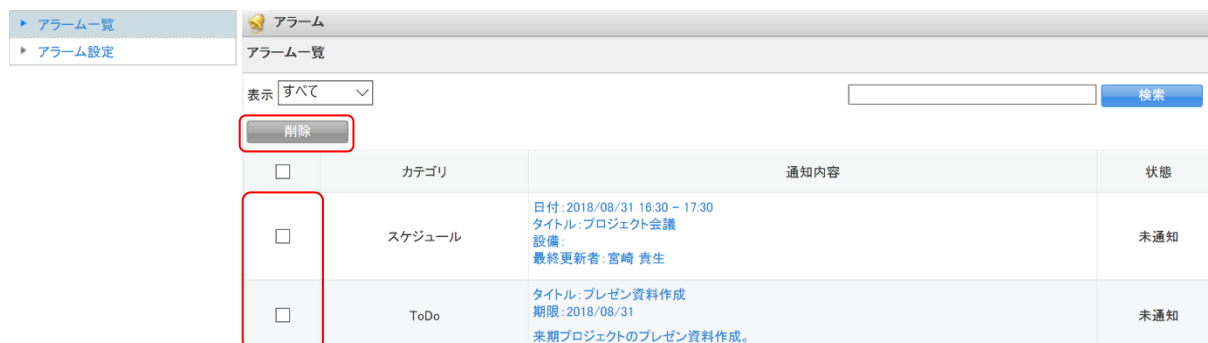 アラーム一覧
アラーム設定
アラーム
アラーム一覧
表示 すべて
検索
削除
カテゴリ 通知内容 状態
スケジュール
日付:2018/08/31 16:30 - 17:30
タイトル:プロジェクト会議
設備:
最終更新者:宮崎 貴生
未通知
ToDo
タイトル:プレゼン資料作成
期限:2018/08/31
来期プロジェクトのプレゼン資料作成。
未通知